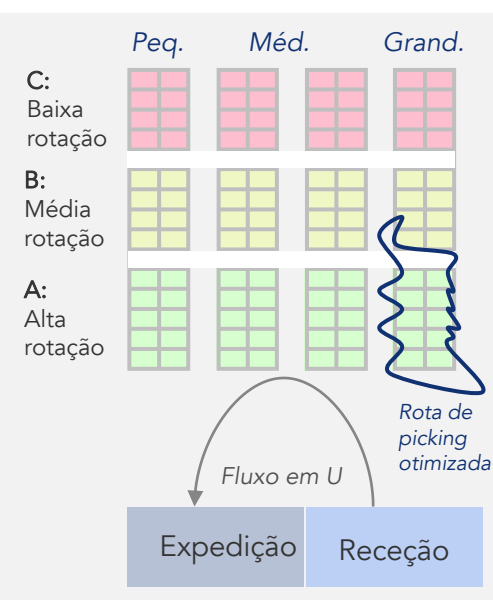 Peq. Méd. Grand.
C:
Baixa
rotação
B:
Média
rotação
A:
Alta
rotação
Rota de
picking
otimizada
Fluxo em U
Expedição Receção